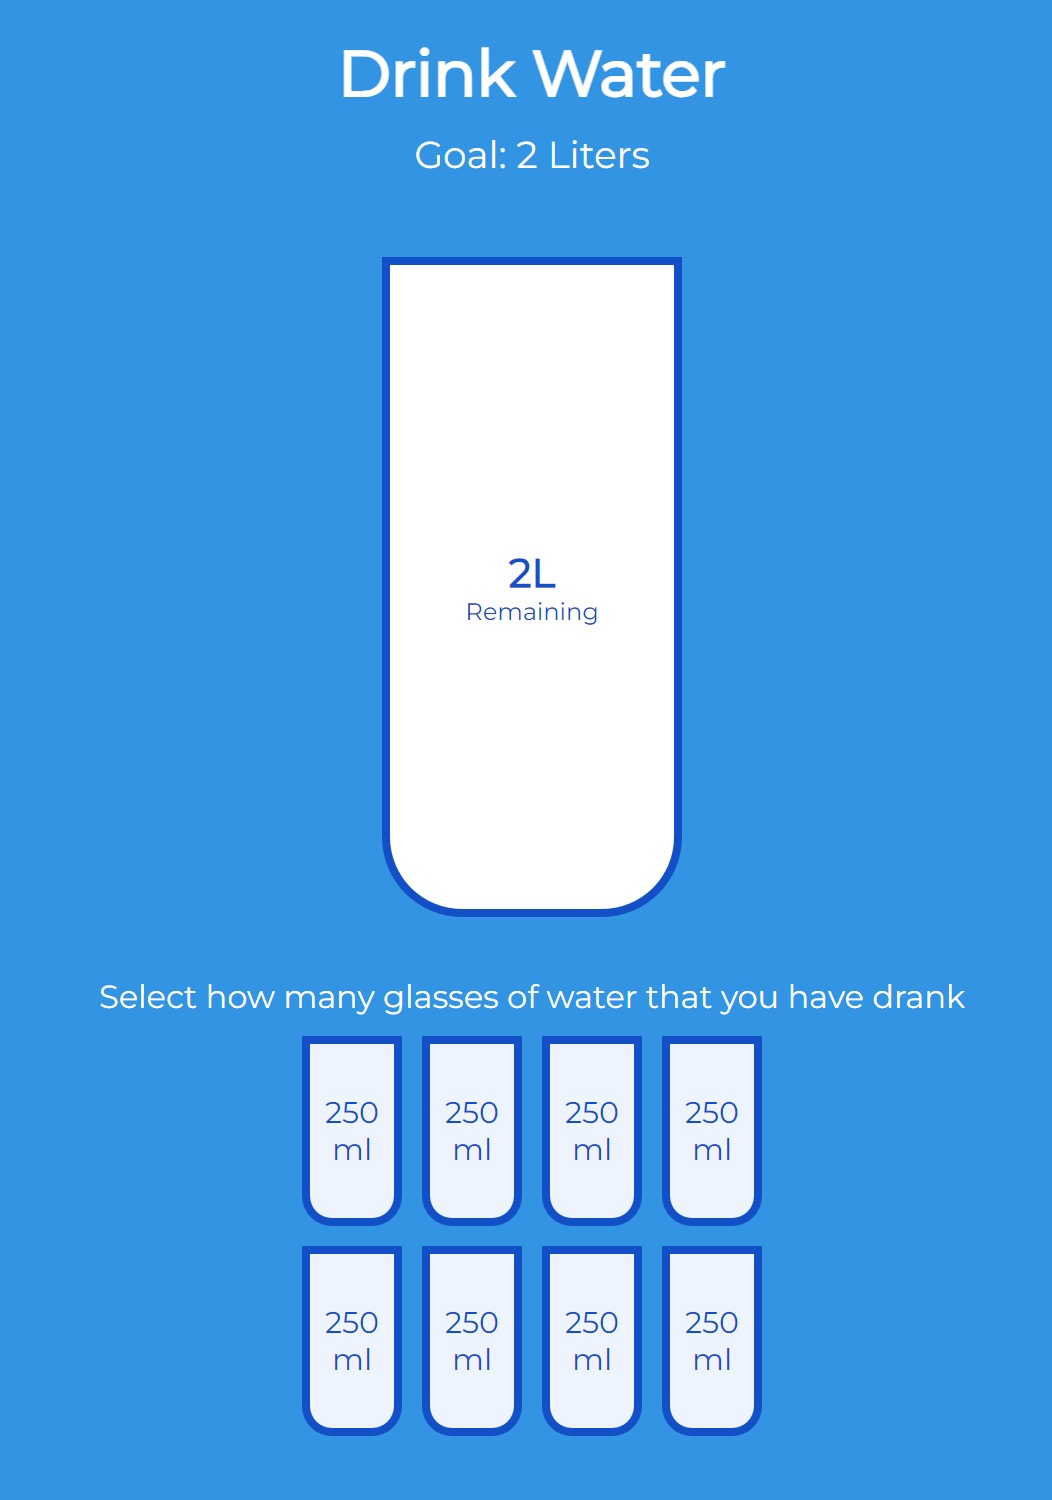 Drink Water
Goal: 2 Liters
2L
Remaining
Select how many glasses of water that you have drank
250 250 250 250
ml ml ml ml
250 250 250 250
ml ml ml ml